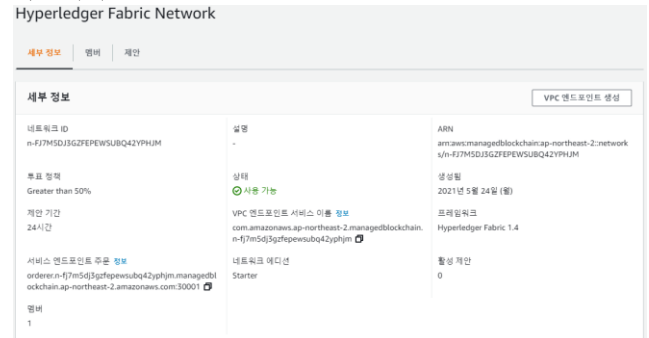 Hyperledger Fabric Network
세부 정보
멤버
제안
세부 정보
VPC 엔드포인트 생성
네트워크 ID
n-FJ7M5DJ3GZFEPEWSUBQ42YPHJM
설명
-
ARN
arn:aws:managedblockchain:ap-northeast-2::network
s/n-FJ7M5DJ3GZFEPEWSUBQ42YPHJM
투표 정책
Greater than 50%
상태
사용 가능
생성됨
2021년 5월 24일 (월)
제안 기간
24시간
VPC 엔드포인트 서비스 이름 정보
com.amazonaws.ap-northeast-2.managedblockchain.
n-fj7m5dj3gzfepewsubq42yphjm
프레임워크
Hyperledger Fabric 1.4
서비스 엔드포인트 주문 정보
orderer.n-fj7m5dj3gzfepewsubq42yphjm.managedbl
ockchain.ap-northeast-2.amazonaws.com:30001
네트워크 에디션
Starter
활성 제안
0
멤버
1